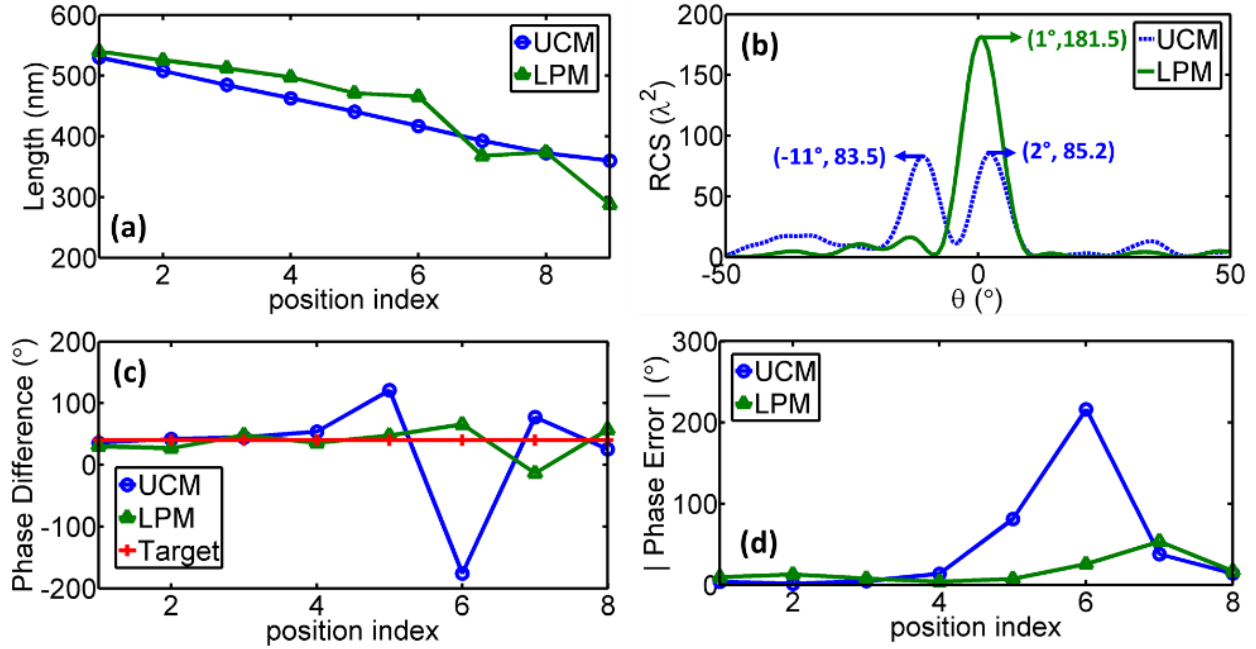 600
500
400
300
200
Length (nm)
2
4
6
8
position index
(a)
UCM
LPM
200
150
100
50
0
RCS (λ²)
-50
0
50
θ (°)
(b)
(1°,181.5)
(-11°, 83.5)
(2°, 85.2)
UCM
LPM
200
100
0
-100
-200
Phase Difference (°)
2
4
6
8
position index
(c)
UCM
LPM
Target
300
200
100
0
| Phase Error | (°)
2
4
6
8
position index
(d)
UCM
LPM